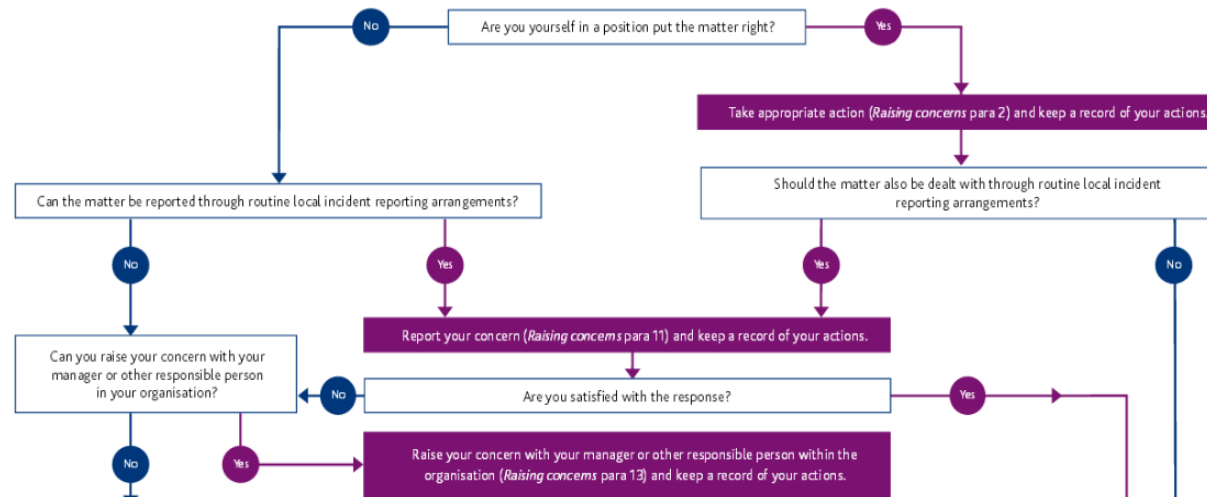 No
Are you yourself in a position put the matter right?
Yes
Take appropriate action (Raising concerns para 2) and keep a record of your actions.
Can the matter be reported through routine local incident reporting arrangements?
Should the matter also be dealt with through routine local incident
reporting arrangements?
No
Yes
Yes
No
Report your concern (Raising concerns para 11) and keep a record of your actions.
Can you raise your concern with your
manager or other responsible person
in your organisation?
No
Are you satisfied with the response?
Yes
No
Yes
Raise your concern with your manager or other responsible person within the
organisation (Raising concerns para 13) and keep a record of your actions.